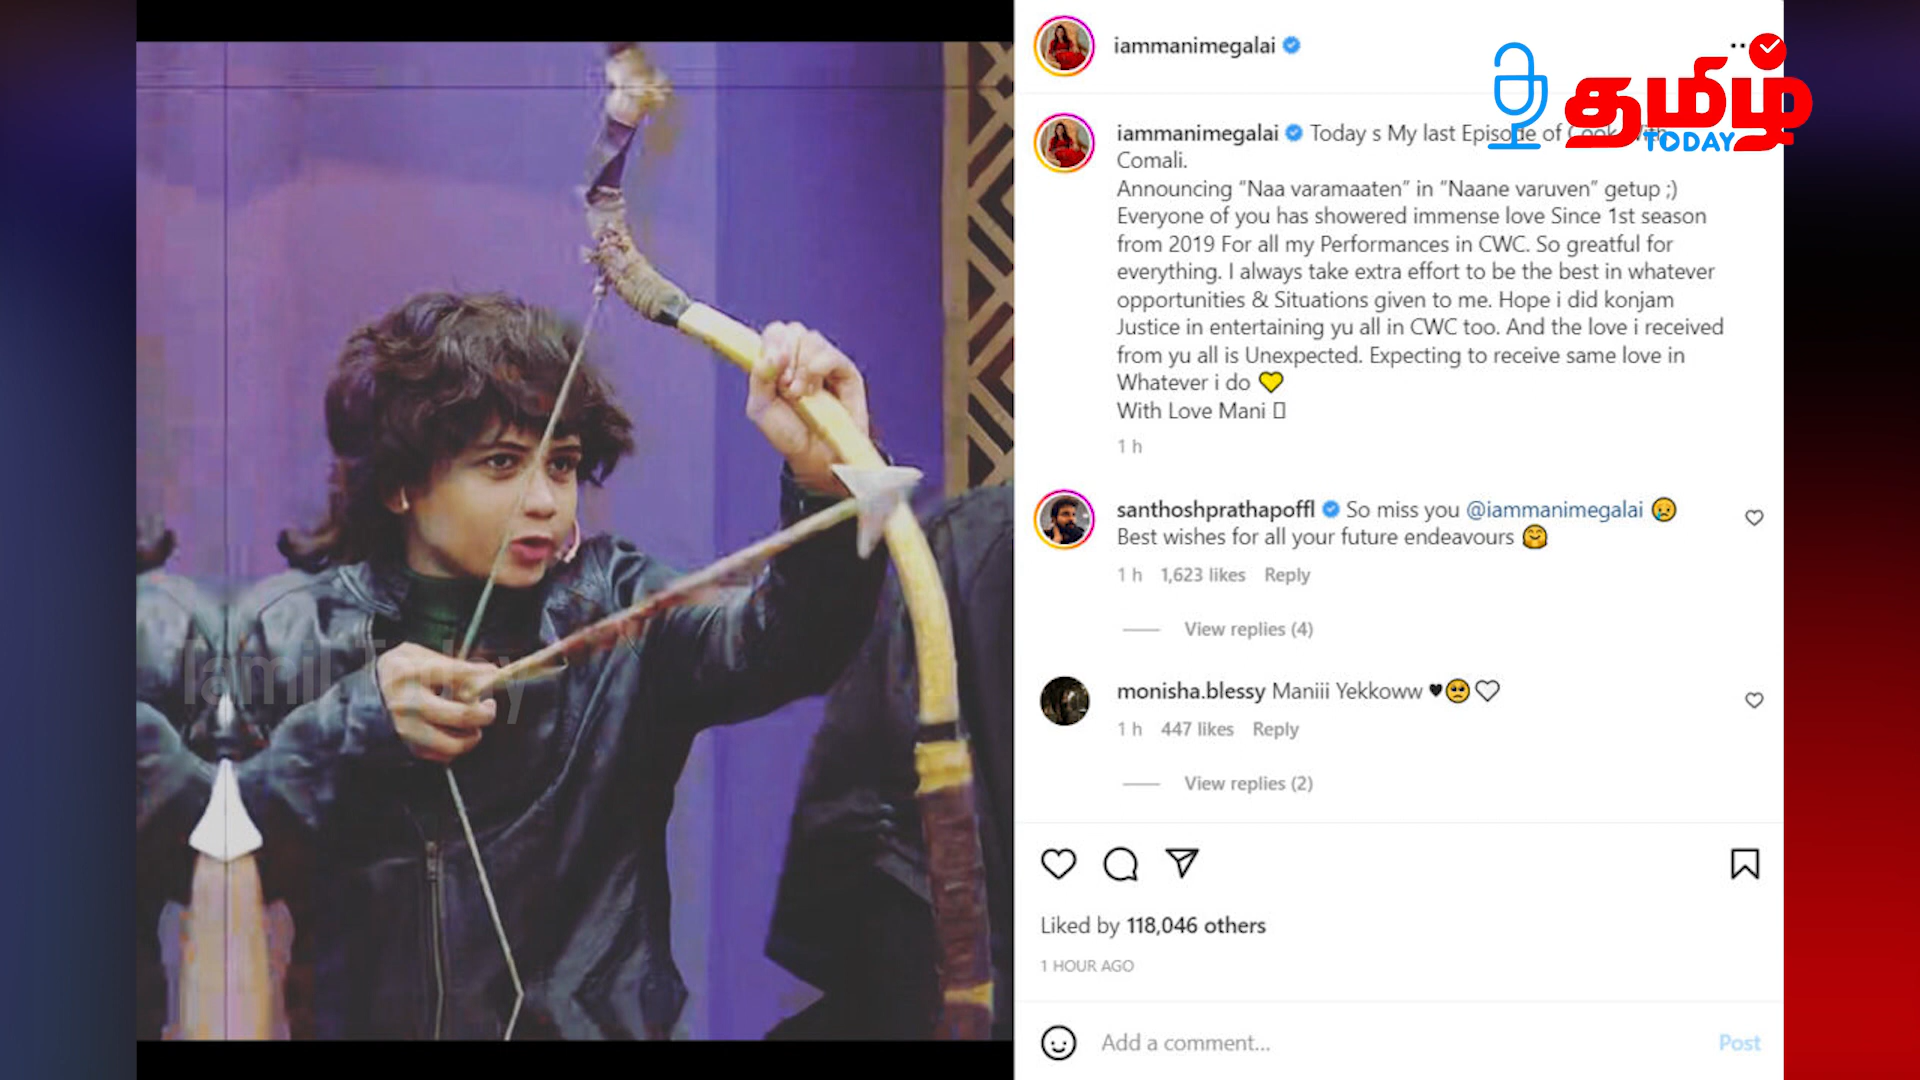 iammanimegalai
தமிழ்
TODAY
iammanimegalai Today s My last Episode of Cook With
Comali.
Announcing “Naa varamaaten” in “Naane varuven” getup ;)
Everyone of you has showered immense love Since 1st season
from 2019 For all my Performances in CWC. So greatful for
everything. I always take extra effort to be the best in whatever
opportunities & Situations given to me. Hope i did konjam
Justice in entertaining yu all in CWC too. And the love i received
from yu all is Unexpected. Expecting to receive same love in
Whatever i do 💛
With Love Mani
1 h
santhoshprathapoffl So miss you @iammanimegalai 😥
Best wishes for all your future endeavours 🤗
1 h 1,623 likes Reply
View replies (4)
monisha.blessy Maniii Yekkoww ♥🥺🤍
1 h 447 likes Reply
View replies (2)
Liked by 118,046 others
1 HOUR AGO
Add a comment... Post
Tamil Today